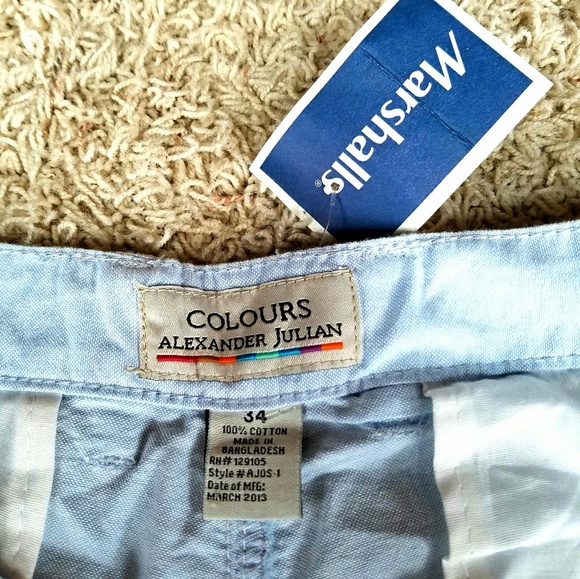 Marshalls®
COLOURS
ALEXANDER JULIAN
34
100% COTTON
MADE IN
BANGLADESH
RN# 129105
Style # AJOS-1
Date of MFG:
MARCH 2013